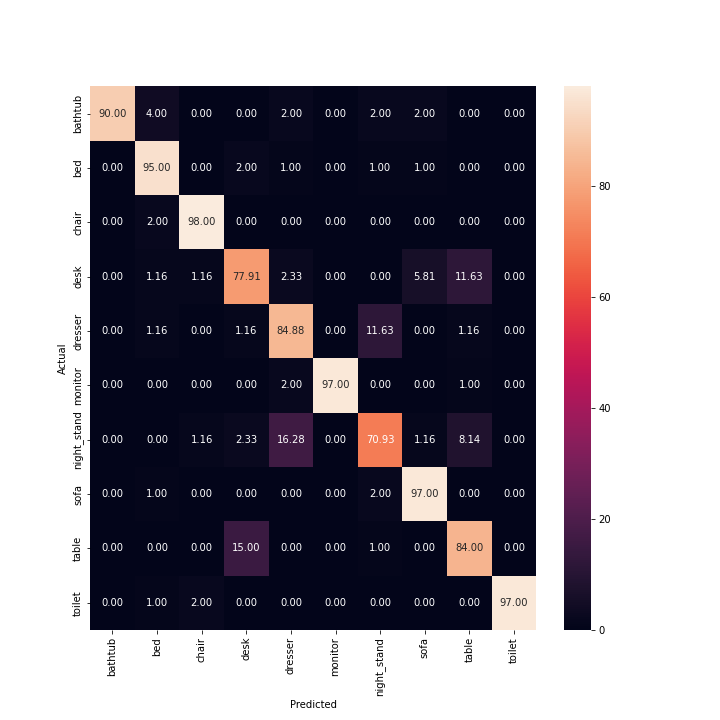 bathtub 90.00 4.00 0.00 0.00 2.00 0.00 2.00 2.00 0.00 0.00
bed 0.00 95.00 0.00 2.00 1.00 0.00 1.00 1.00 0.00 0.00
chair 0.00 2.00 98.00 0.00 0.00 0.00 0.00 0.00 0.00 0.00
desk 0.00 1.16 1.16 77.91 2.33 0.00 0.00 5.81 11.63 0.00
dresser 0.00 1.16 0.00 1.16 84.88 0.00 11.63 0.00 1.16 0.00
Actual
monitor 0.00 0.00 0.00 0.00 2.00 97.00 0.00 0.00 1.00 0.00
night_stand 0.00 0.00 1.16 2.33 16.28 0.00 70.93 1.16 8.14 0.00
sofa 0.00 1.00 0.00 0.00 0.00 0.00 2.00 97.00 0.00 0.00
table 0.00 0.00 0.00 15.00 0.00 0.00 1.00 0.00 84.00 0.00
toilet 0.00 1.00 2.00 0.00 0.00 0.00 0.00 0.00 0.00 97.00
bathtub bed chair desk dresser monitor night_stand sofa table toilet
Predicted
80
60
40
20
0